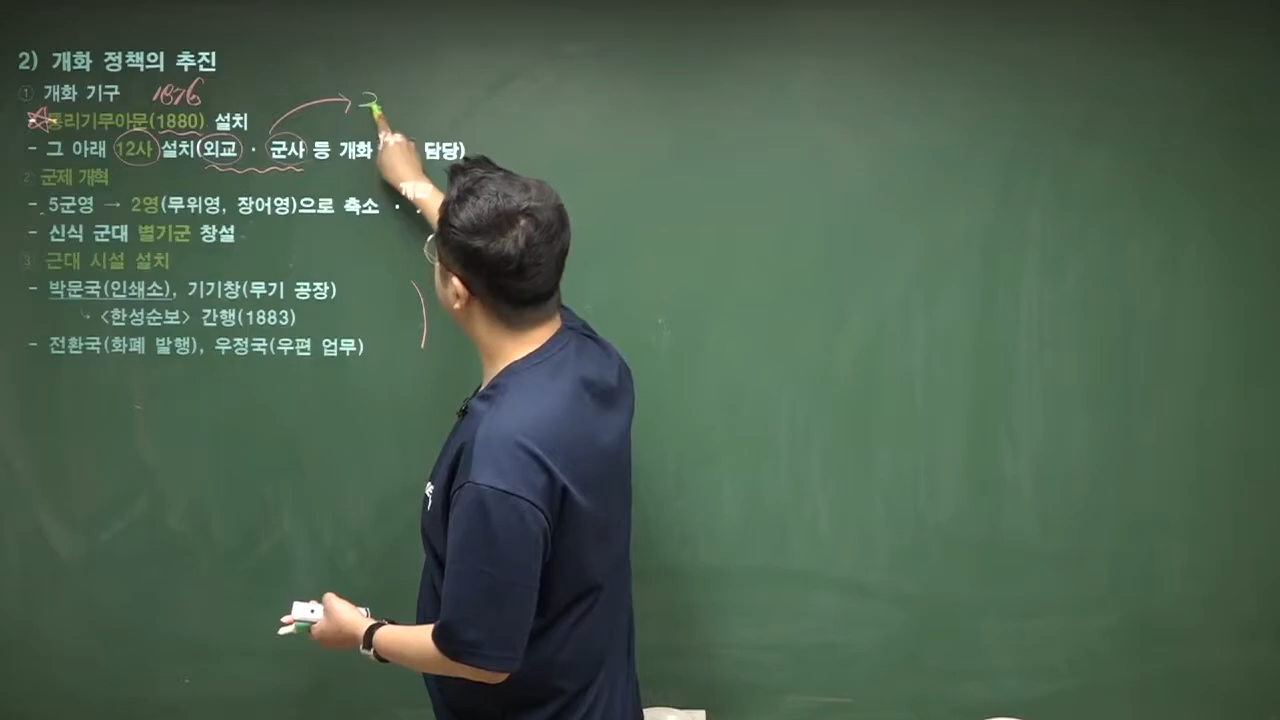 2) 개화 정책의 추진
① 개화 기구 1876
통리기무아문(1880) 설치
- 그 아래 12사 설치(외교 · 군사 등 개화 담당)
② 군제 개혁
- 5군영 → 2영(무위영, 장어영)으로 축소
- 신식 군대 별기군 창설
③ 근대 시설 설치
- 박문국(인쇄소), 기기창(무기 공장)
<한성순보> 간행(1883)
- 전환국(화폐 발행), 우정국(우편 업무)